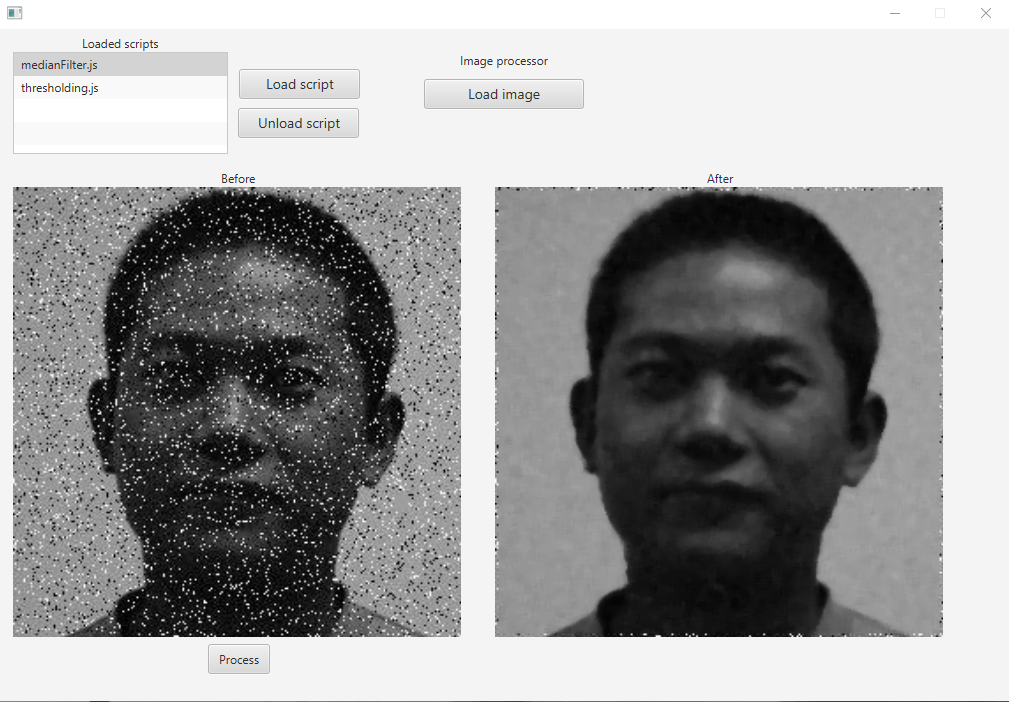 Loaded scripts
medianFilter.js
thresholding.js
Load script
Unload script
Image processor
Load image
Before
After
Process